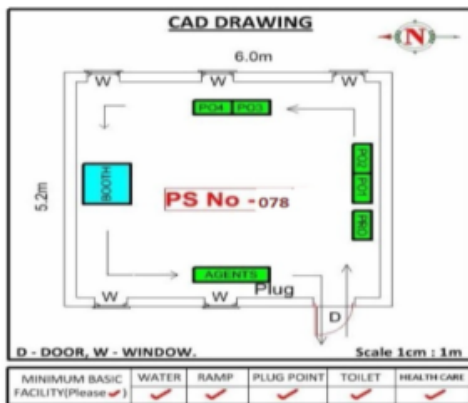 CAD DRAWING
N
6.0m
W W W
PO4 PO3
5.2m
BOOTH
PO2
PO1
PRO
PS No - 078
AGENTS
Plug
W W
D
D - DOOR, W - WINDOW. Scale 1cm : 1m
MINIMUM BASIC FACILITY(Please ✓) WATER RAMP PLUG POINT TOILET HEALTH CARE
✓ ✓ ✓ ✓ ✓